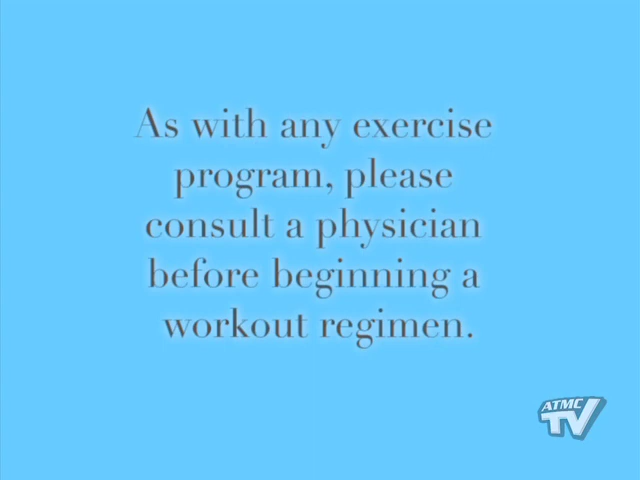 As with any exercise
program, please
consult a physician
before beginning a
workout regimen.
ATMC
TV